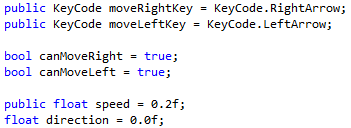 public KeyCode moveRightKey = KeyCode.RightArrow;
public KeyCode moveLeftKey = KeyCode.LeftArrow;
bool canMoveRight = true;
bool canMoveLeft = true;
public float speed = 0.2f;
float direction = 0.0f;